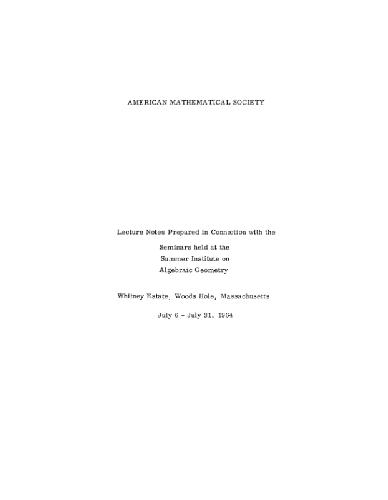 AMERICAN MATHEMATICAL SOCIETY
Lecture Notes Prepared in Connection with the
Seminars held at the
Summer Institute on
Algebraic Geometry
Whitney Estate, Woods Hole, Massachusetts
July 6 - July 31, 1964